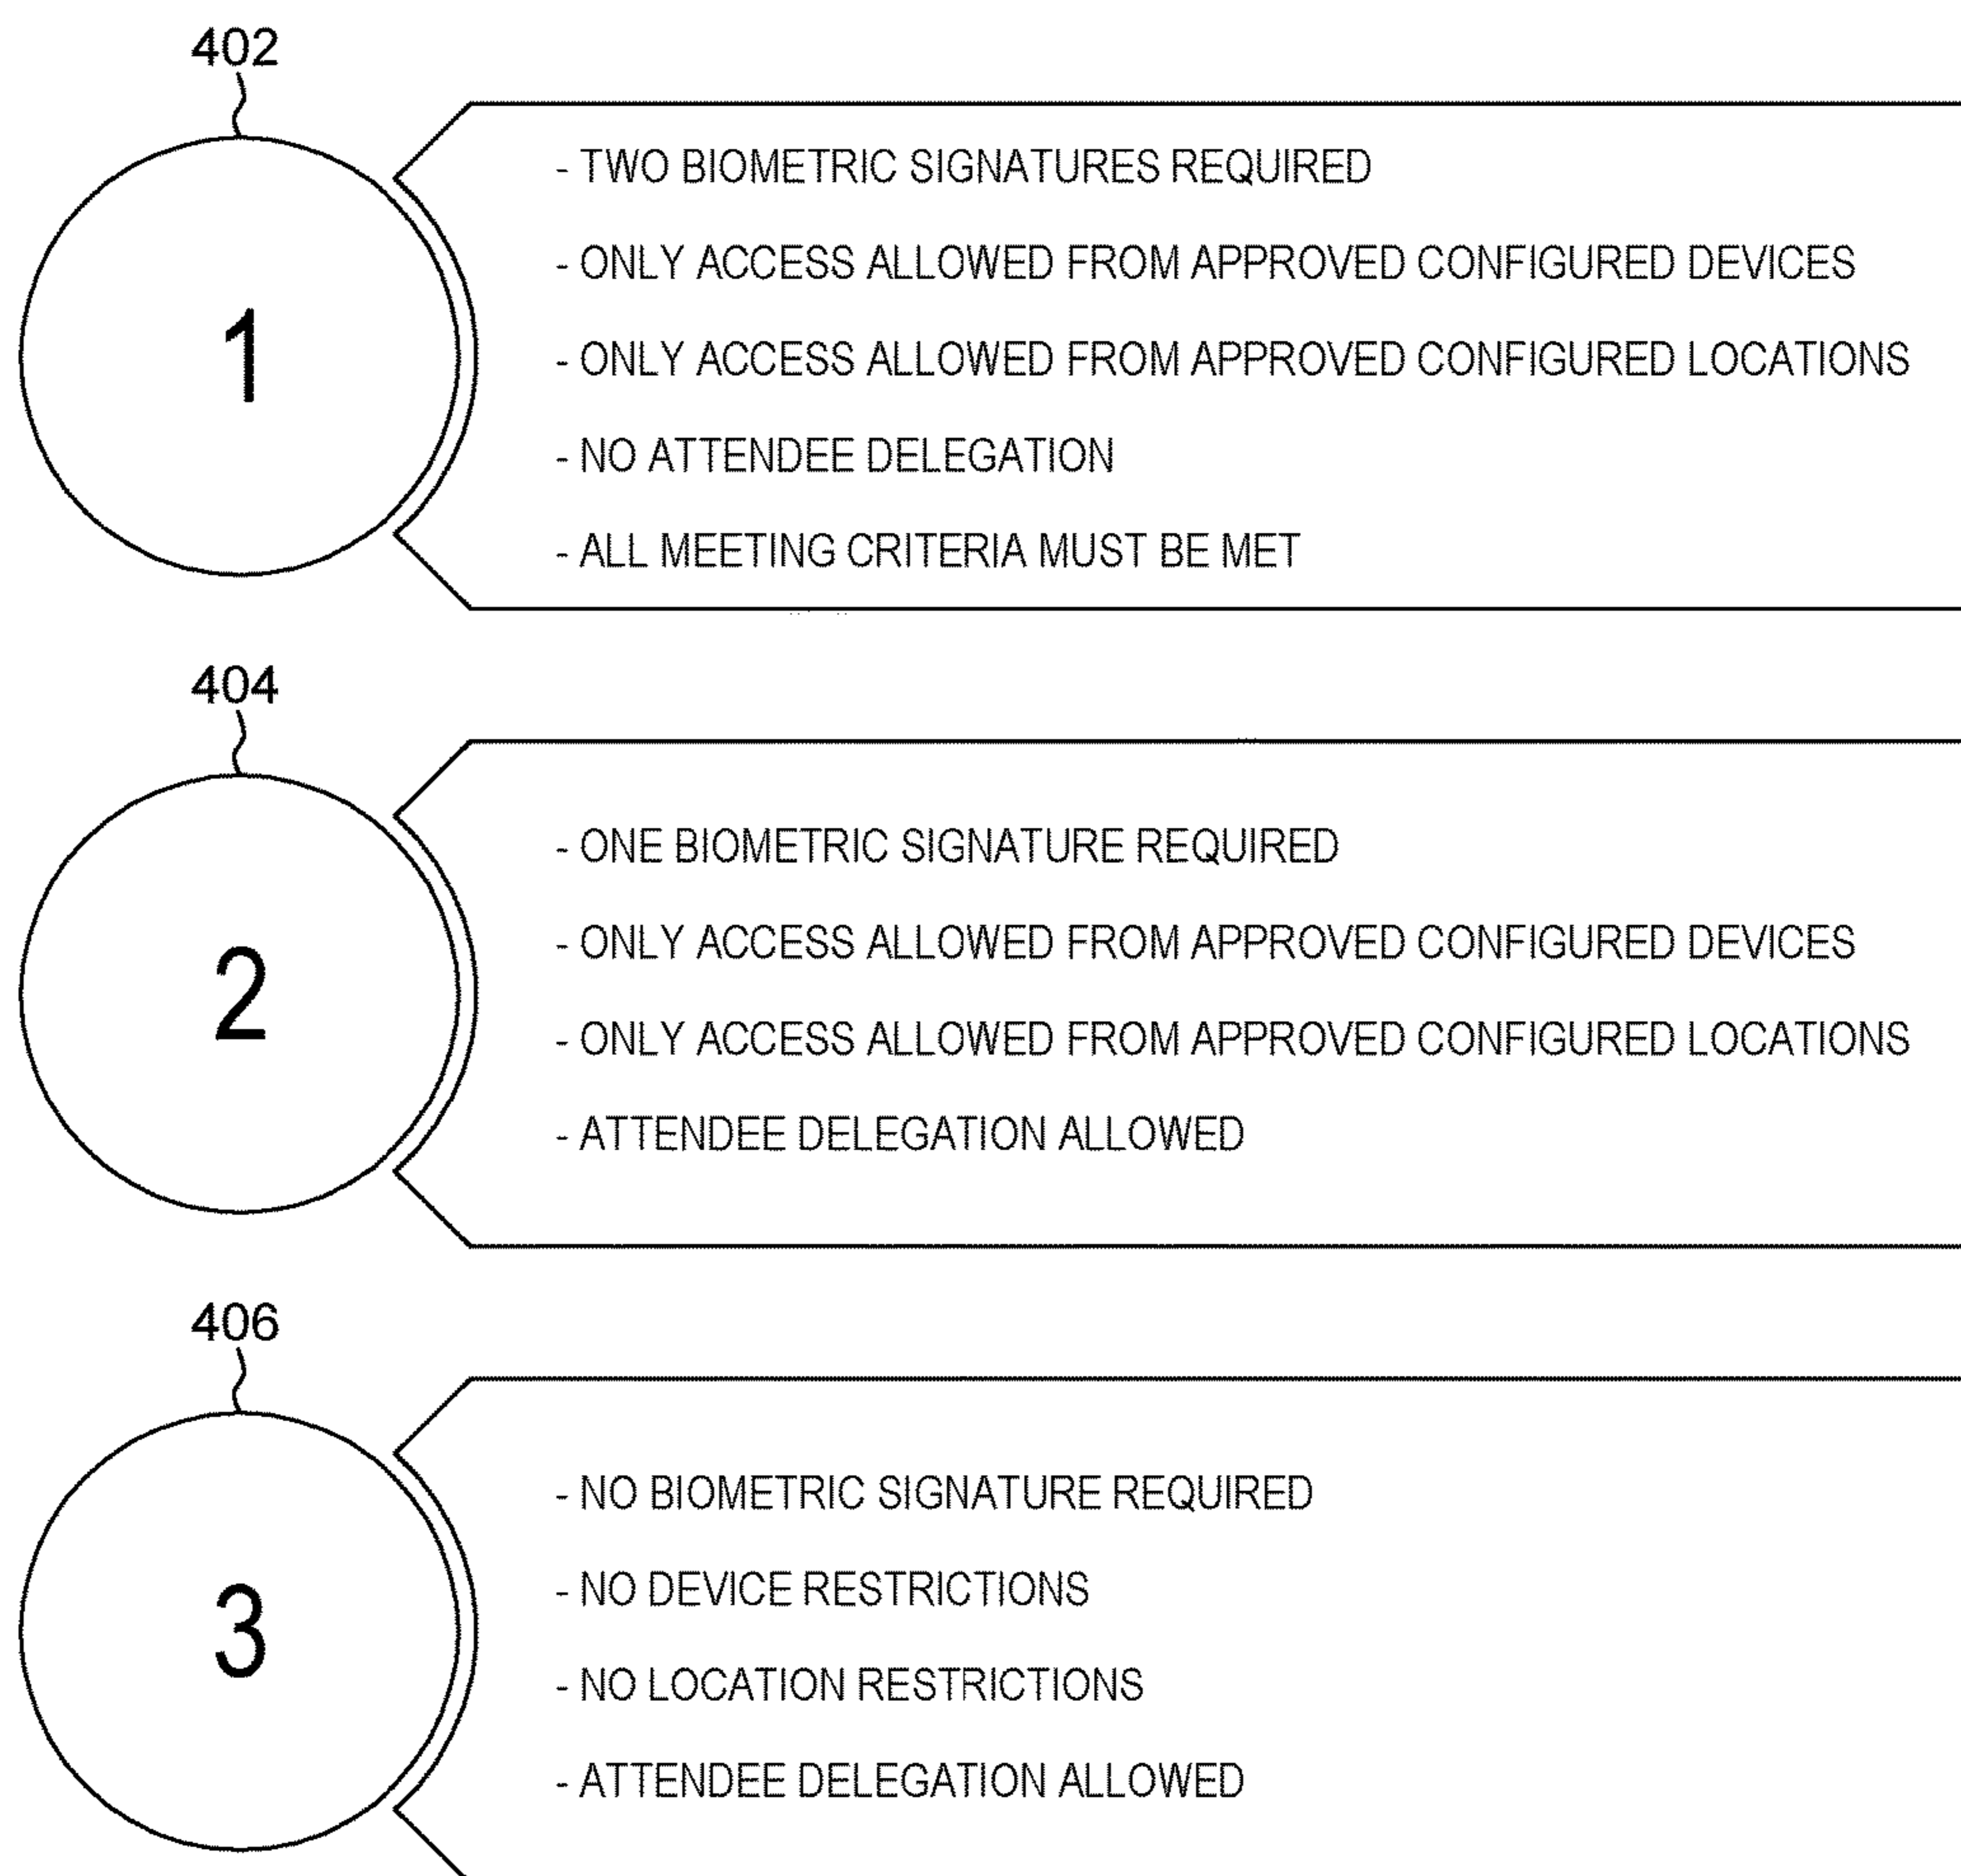 402
1
- TWO BIOMETRIC SIGNATURES REQUIRED
- ONLY ACCESS ALLOWED FROM APPROVED CONFIGURED DEVICES
- ONLY ACCESS ALLOWED FROM APPROVED CONFIGURED LOCATIONS
- NO ATTENDEE DELEGATION
- ALL MEETING CRITERIA MUST BE MET
404
2
- ONE BIOMETRIC SIGNATURE REQUIRED
- ONLY ACCESS ALLOWED FROM APPROVED CONFIGURED DEVICES
- ONLY ACCESS ALLOWED FROM APPROVED CONFIGURED LOCATIONS
- ATTENDEE DELEGATION ALLOWED
406
3
- NO BIOMETRIC SIGNATURE REQUIRED
- NO DEVICE RESTRICTIONS
- NO LOCATION RESTRICTIONS
- ATTENDEE DELEGATION ALLOWED